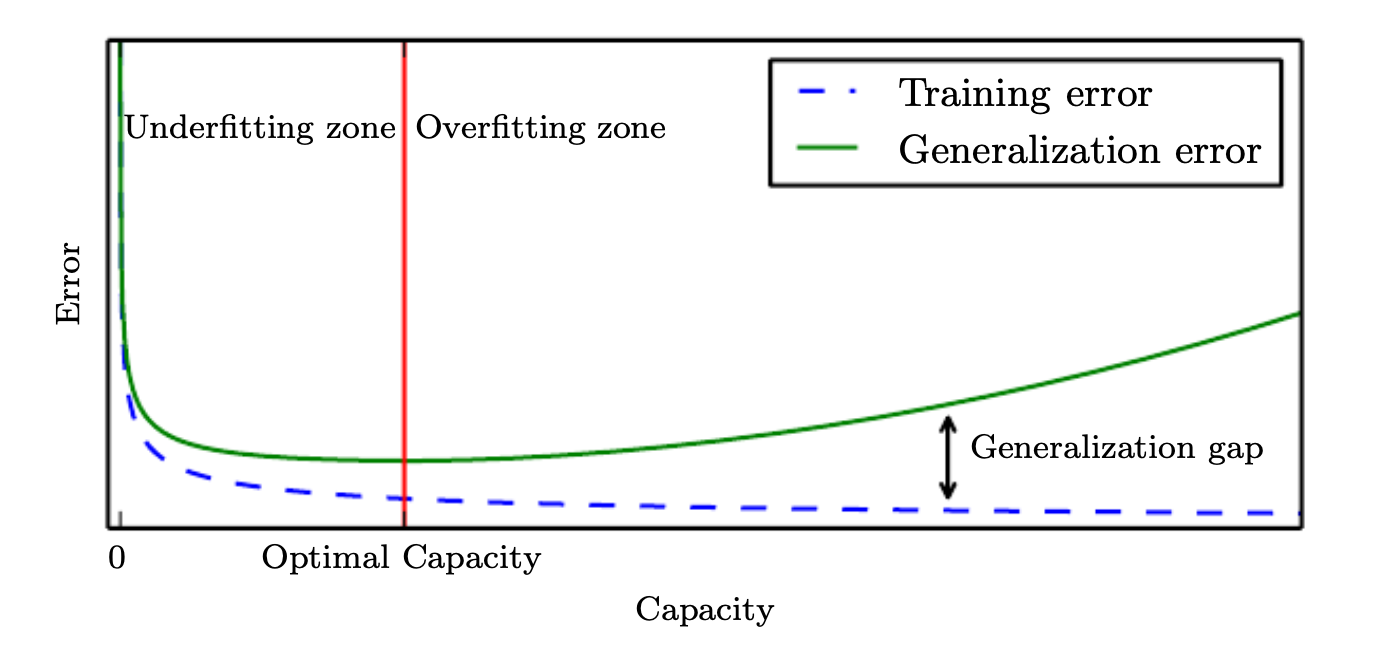 Training error
Generalization error
Underfitting zone
Overfitting zone
Error
Generalization gap
0
Optimal Capacity
Capacity